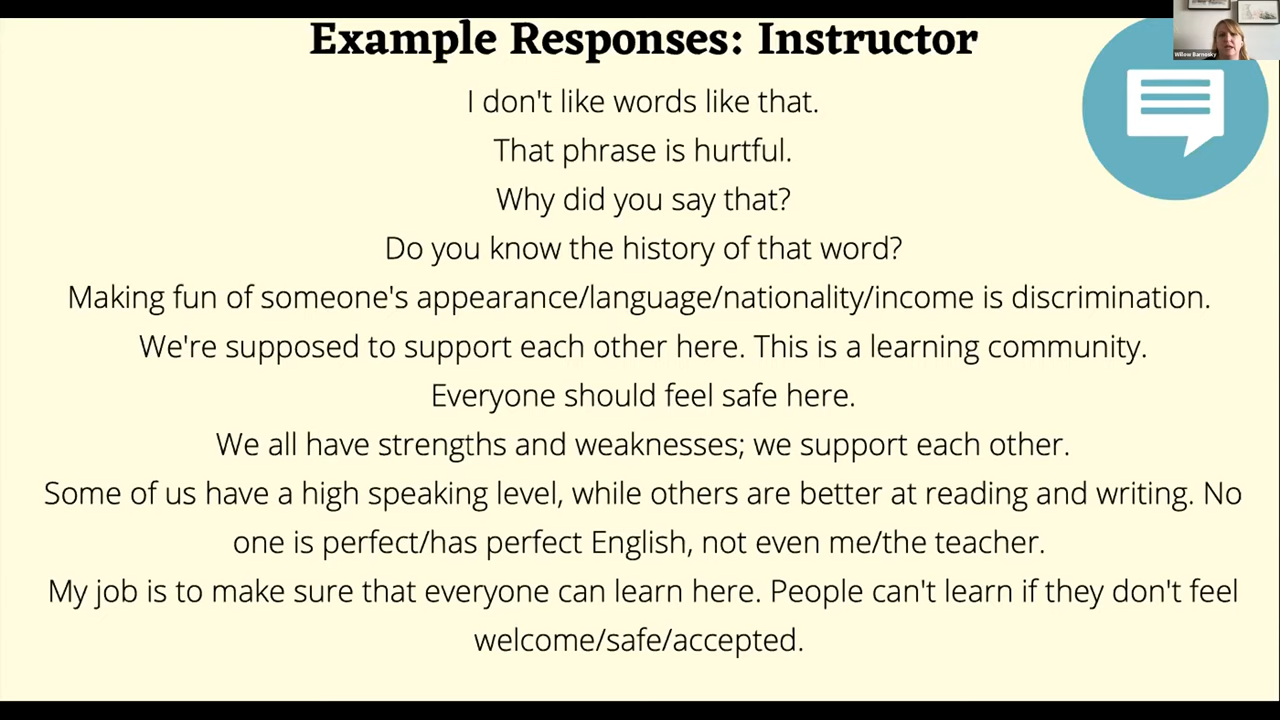 Example Responses: Instructor
Willow Barnosky
I don't like words like that.
That phrase is hurtful.
Why did you say that?
Do you know the history of that word?
Making fun of someone's appearance/language/nationality/income is discrimination.
We're supposed to support each other here. This is a learning community.
Everyone should feel safe here.
We all have strengths and weaknesses; we support each other.
Some of us have a high speaking level, while others are better at reading and writing. No
one is perfect/has perfect English, not even me/the teacher.
My job is to make sure that everyone can learn here. People can't learn if they don't feel
welcome/safe/accepted.